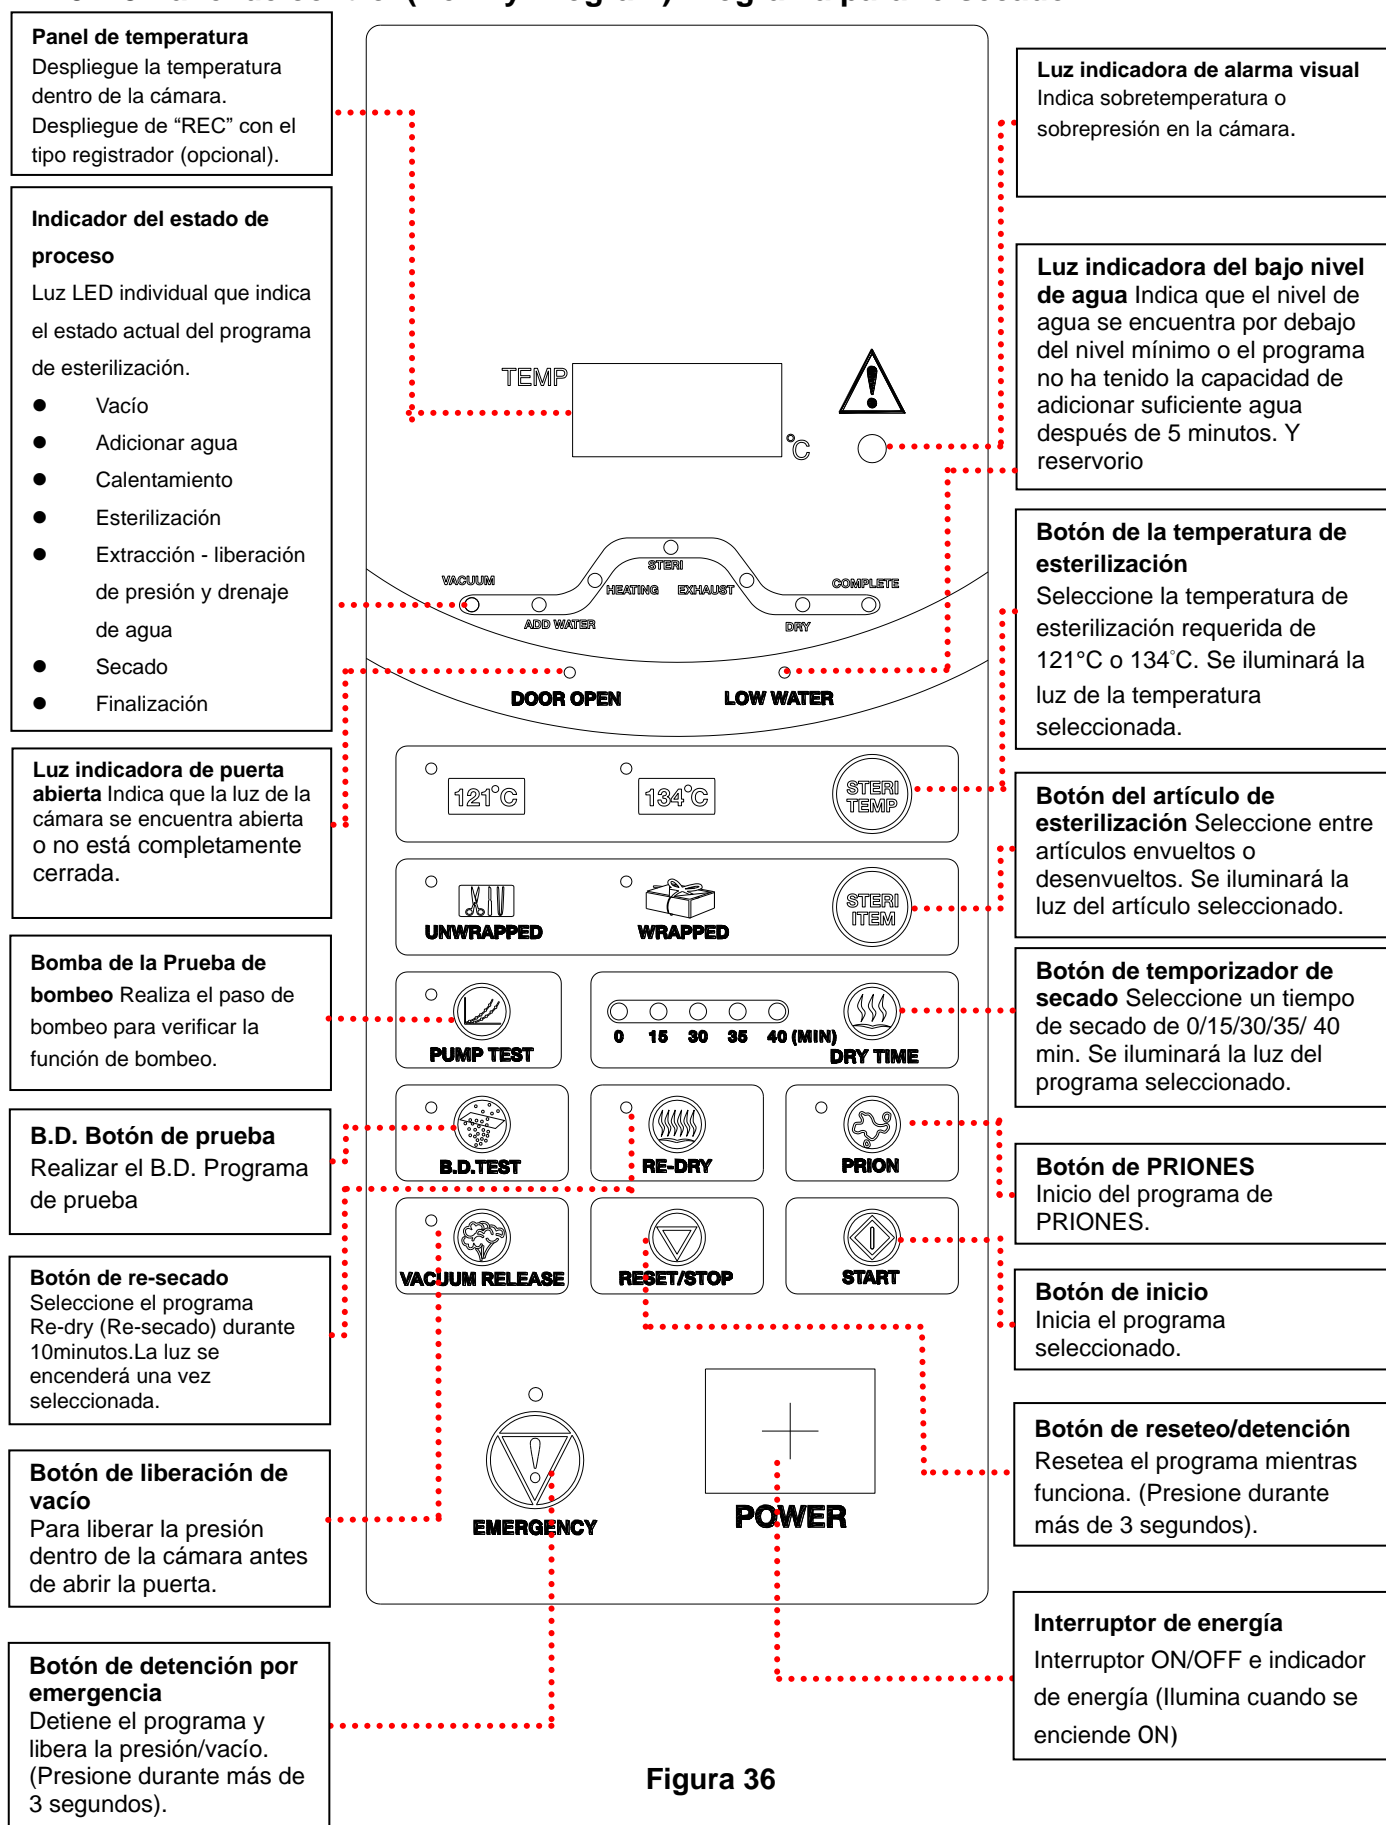 Panel de temperatura
Despliegue la temperatura
dentro de la cámara.
Despliegue de “REC” con el
tipo registrador (opcional).
Indicador del estado de
proceso
Luz LED individual que indica
el estado actual del programa
de esterilización.
● Vacío
● Adicionar agua
● Calentamiento
● Esterilización
● Extracción - liberación
de presión y drenaje
de agua
● Secado
● Finalización
Luz indicadora de puerta
abierta Indica que la luz de la
cámara se encuentra abierta
o no está completamente
cerrada.
Bomba de la Prueba de
bombeo Realiza el paso de
bombeo para verificar la
función de bombeo.
B.D. Botón de prueba
Realizar el B.D. Programa
de prueba
Botón de re-secado
Seleccione el programa
Re-dry (Re-secado) durante
10minutos.La luz se
encenderá una vez
seleccionada.
Botón de liberación de
vacío
Para liberar la presión
dentro de la cámara antes
de abrir la puerta.
Botón de detención por
emergencia
Detiene el programa y
libera la presión/vacío.
(Presione durante más de
3 segundos).
TEMP
°C
VACUUM
ADD WATER
HEATING
STERI
EXHAUST
DRY
COMPLETE
DOOR OPEN
LOW WATER
121°C
134°C
STERI
TEMP
UNWRAPPED
WRAPPED
STERI
ITEM
PUMP TEST
0 15 30 35 40 (MIN)
DRY TIME
B.D.TEST
RE-DRY
PRION
VACUUM RELEASE
RESET/STOP
START
EMERGENCY
POWER
Luz indicadora de alarma visual
Indica sobretemperatura o
sobrepresión en la cámara.
Luz indicadora del bajo nivel
de agua Indica que el nivel de
agua se encuentra por debajo
del nivel mínimo o el programa
no ha tenido la capacidad de
adicionar suficiente agua
después de 5 minutos. Y
reservorio
Botón de la temperatura de
esterilización
Seleccione la temperatura de
esterilización requerida de
121°C o 134°C. Se iluminará la
luz de la temperatura
seleccionada.
Botón del artículo de
esterilización Seleccione entre
artículos envueltos o
desenvueltos. Se iluminará la
luz del artículo seleccionado.
Botón de temporizador de
secado Seleccione un tiempo
de secado de 0/15/30/35/ 40
min. Se iluminará la luz del
programa seleccionado.
Botón de PRIONES
Inicio del programa de
PRIONES.
Botón de inicio
Inicia el programa
seleccionado.
Botón de reseteo/detención
Resetea el programa mientras
funciona. (Presione durante
más de 3 segundos).
Interruptor de energía
Interruptor ON/OFF e indicador
de energía (Ilumina cuando se
enciende ON)
Figura 36